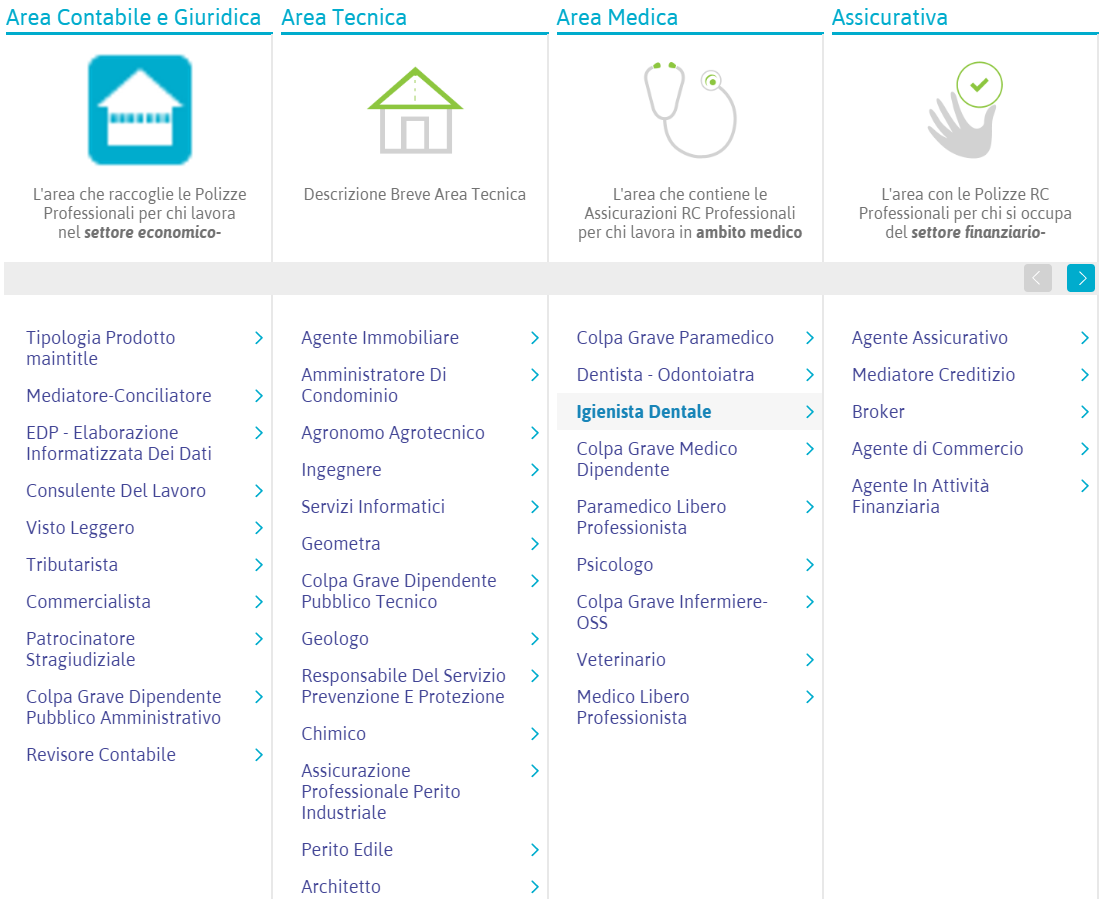 Area Contabile e Giuridica
L'area che raccoglie le Polizze
Professionali per chi lavora
nel settore economico-
Tipologia Prodotto
maintitle
Mediatore-Conciliatore
EDP - Elaborazione
Informatizzata Dei Dati
Consulente Del Lavoro
Visto Leggero
Tributarista
Commercialista
Patrocinatore
Stragiudiziale
Colpa Grave Dipendente
Pubblico Amministrativo
Revisore Contabile
Area Tecnica
Descrizione Breve Area Tecnica
Agente Immobiliare
Amministratore Di
Condominio
Agronomo Agrotecnico
Ingegnere
Servizi Informatici
Geometra
Colpa Grave Dipendente
Pubblico Tecnico
Geologo
Responsabile Del Servizio
Prevenzione E Protezione
Chimico
Assicurazione
Professionale Perito
Industriale
Perito Edile
Architetto
Area Medica
L'area che contiene le
Assicurazioni RC Professionali
per chi lavora in ambito medico
Colpa Grave Paramedico
Dentista - Odontoiatra
Igienista Dentale
Colpa Grave Medico
Dipendente
Paramedico Libero
Professionista
Psicologo
Colpa Grave Infermiere-
OSS
Veterinario
Medico Libero
Professionista
Assicurativa
L'area con le Polizze RC
Professionali per chi si occupa
del settore finanziario-
Agente Assicurativo
Mediatore Creditizio
Broker
Agente di Commercio
Agente In Attività
Finanziaria